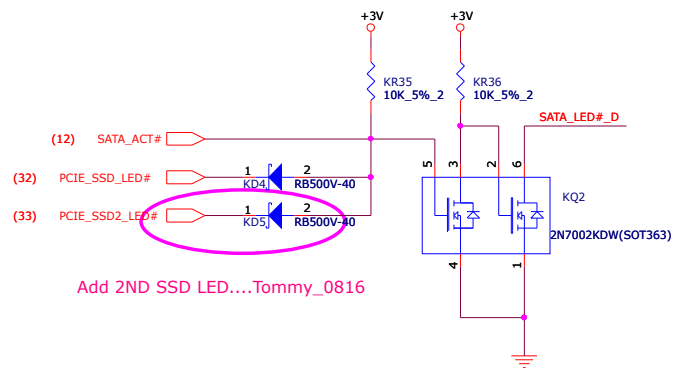 +3V +3V
KR35
10K_5%_2
KR36
10K_5%_2
SATA_LED#_D
(12) SATA_ACT#
5 3 2 6
(32) PCIE_SSD_LED# 1 2
KD4 RB500V-40
KQ2
(33) PCIE_SSD2_LED# 1 2
KD5 RB500V-40
2N7002KDW(SOT363)
4 1
Add 2ND SSD LED....Tommy_0816